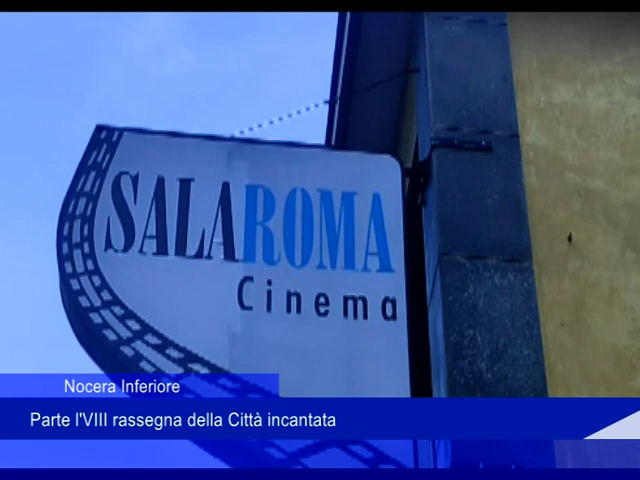 SALAROMA
Cinema
Nocera Inferiore
Parte l'VIII rassegna della Città incantata